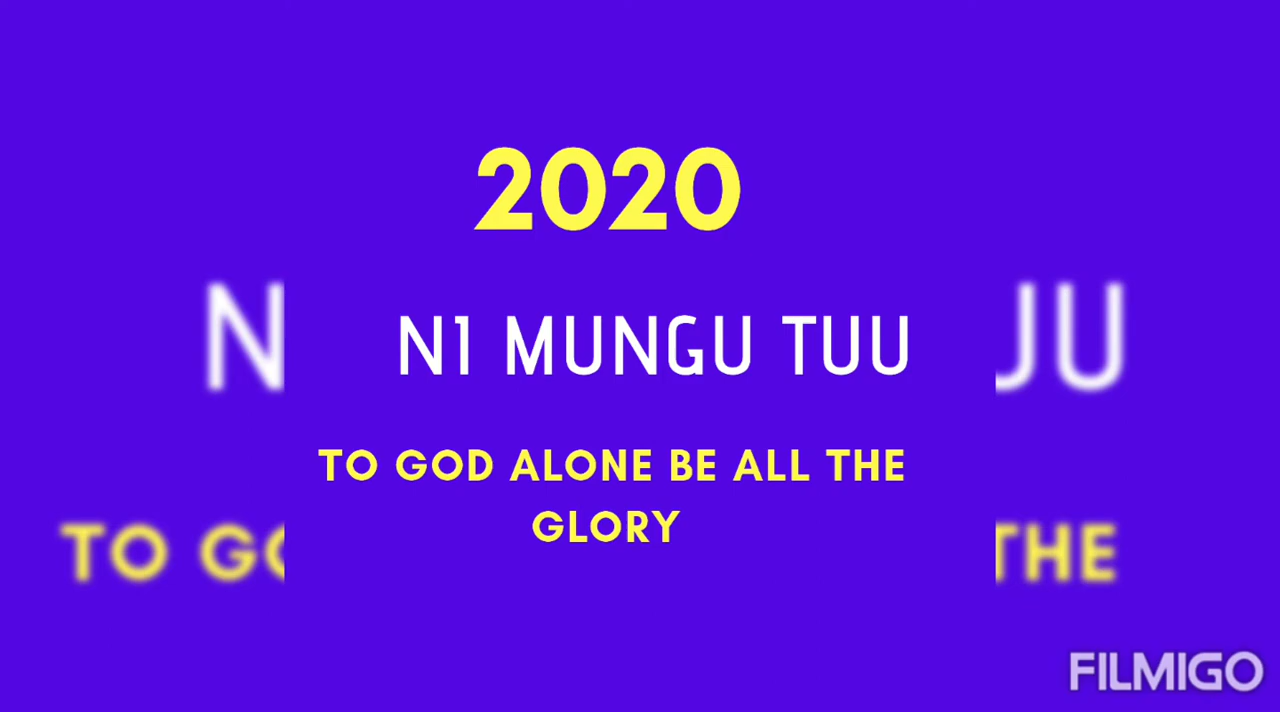 2020
N1 MUNGU TUU
TO GOD ALONE BE ALL THE
GLORY
FILMIGO